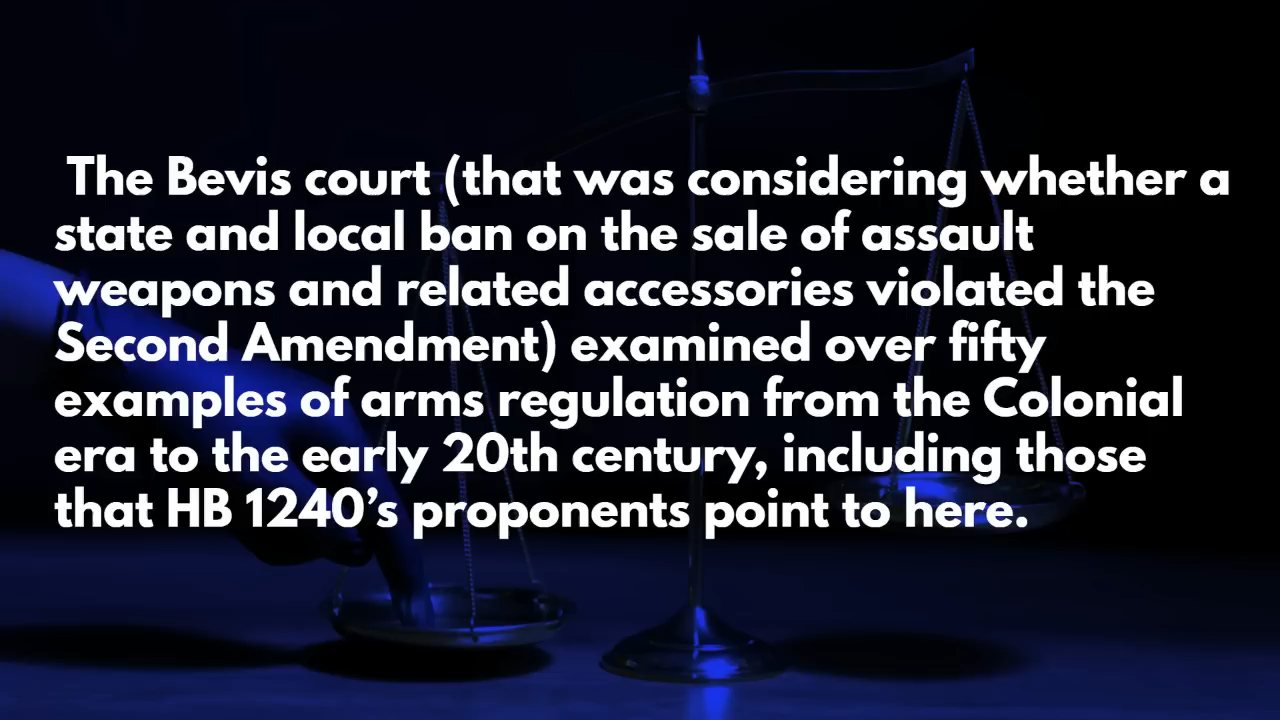 The Bevis court (that was considering whether a
state and local ban on the sale of assault
weapons and related accessories violated the
Second Amendment) examined over fifty
examples of arms regulation from the Colonial
era to the early 20th century, including those
that HB 1240’s proponents point to here.